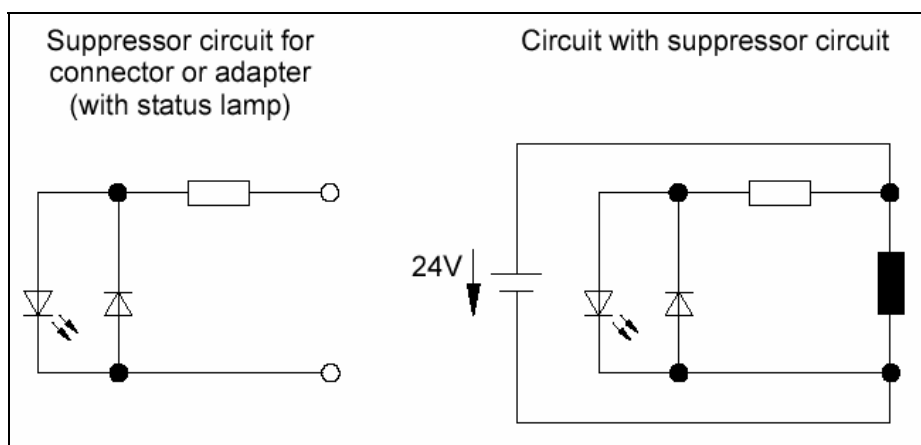 Suppressor circuit for
connector or adapter
(with status lamp)
Circuit with suppressor circuit
24V